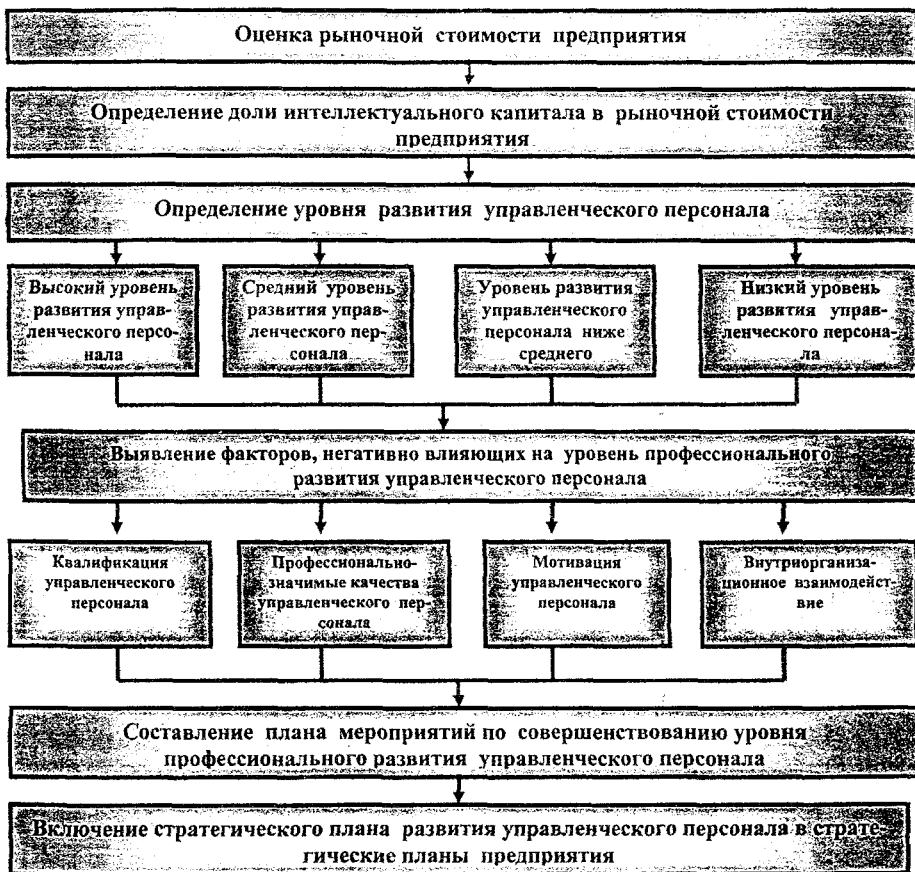 Оценка рыночной стоимости предприятия
Определение доли интеллектуального капитала в рыночной стоимости
предприятия
Определение уровня развития управленческого персонала
Высокий уровень
развития управ-
ленческого персо-
нала
Средний уровень
развития управ-
ленческого пер-
сонала
Уровень развития
управленческого
персонала ниже
среднего
Низкий уровень
развития управ-
ленческого персона-
ла
Выявление факторов, негативно влияющих на уровень профессионального
развития управленческого персонала
Квалификация
управленческого
персонала
Профессионально-
значимые качества
управленческого пер-
сонала
Мотивация
управленческого
персонала
Внутриорганиза-
ционное взаимодейст-
вие
Составление плана мероприятий по совершенствованию уровня
профессионального развития управленческого персонала
Включение стратегического плана развития управленческого персонала в страте-
гические планы предприятия